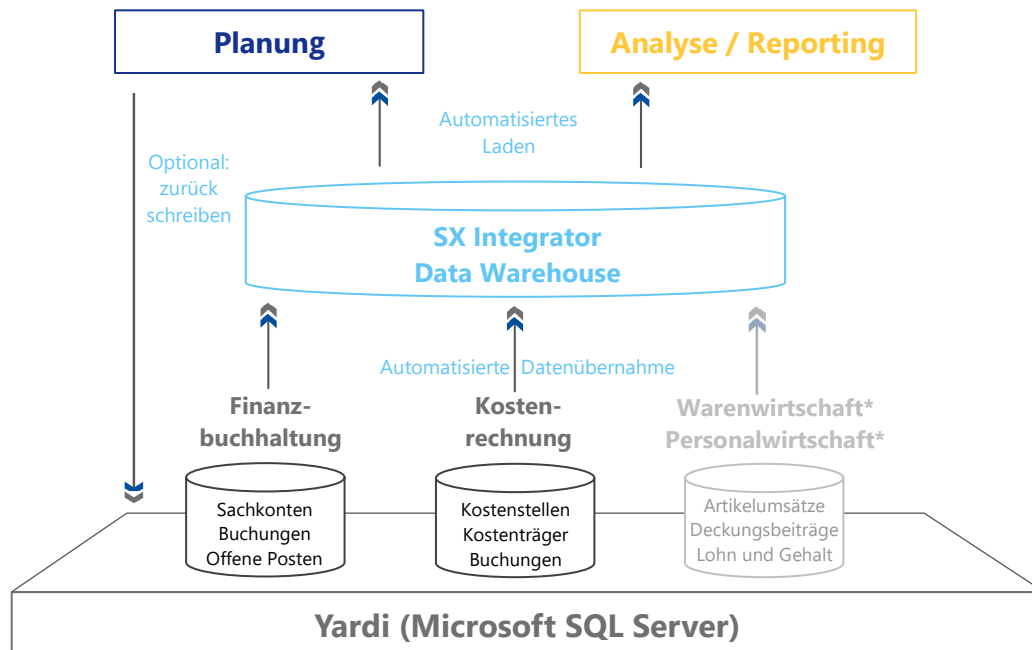 Planung
Analyse / Reporting
Automatisiertes
Laden
Optional:
zurück
schreiben
SX Integrator
Data Warehouse
Automatisierte Datenübernahme
Finanz-
buchhaltung
Kosten-
rechnung
Warenwirtschaft*
Personalwirtschaft*
Sachkonten
Buchungen
Offene Posten
Kostenstellen
Kostenträger
Buchungen
Artikelumsätze
Deckungsbeiträge
Lohn und Gehalt
Yardi (Microsoft SQL Server)